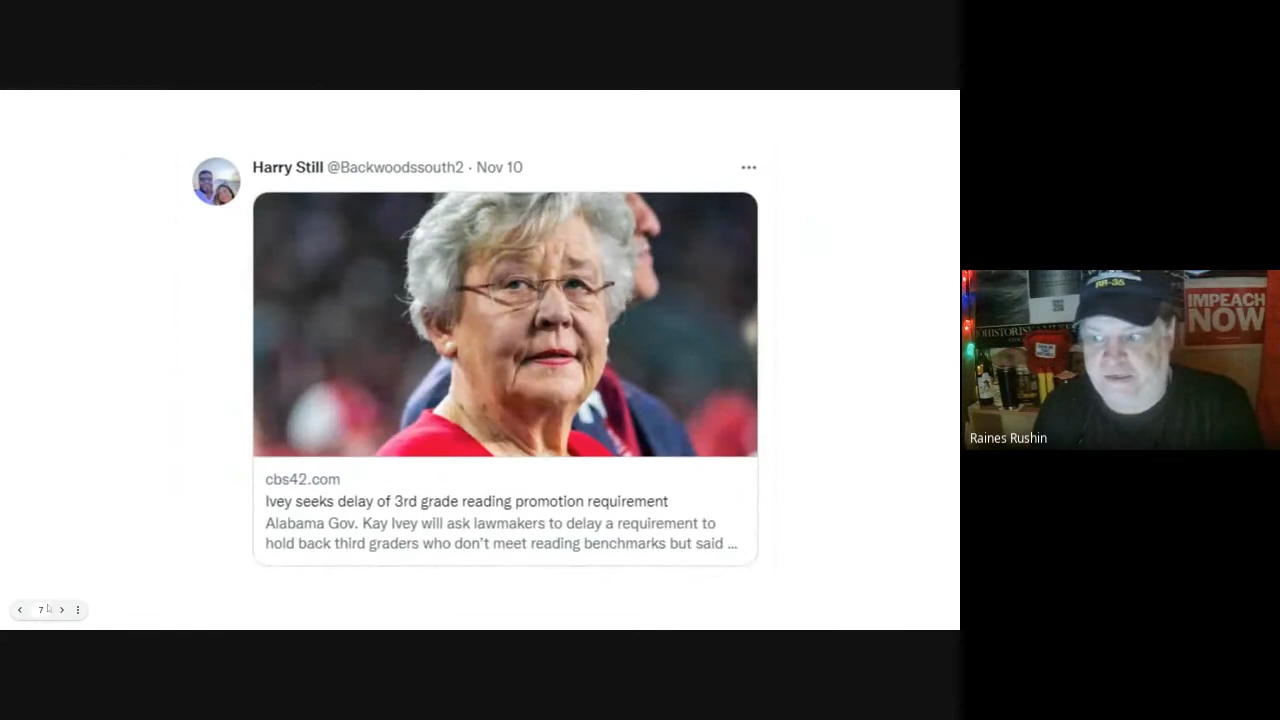 Harry Still @Backwoodssouth2 · Nov 10
cbs42.com
Ivey seeks delay of 3rd grade reading promotion requirement
Alabama Gov. Kay Ivey will ask lawmakers to delay a requirement to
hold back third graders who don't meet reading benchmarks but said ...
7
IMPEACH
NOW
Raines Rushin